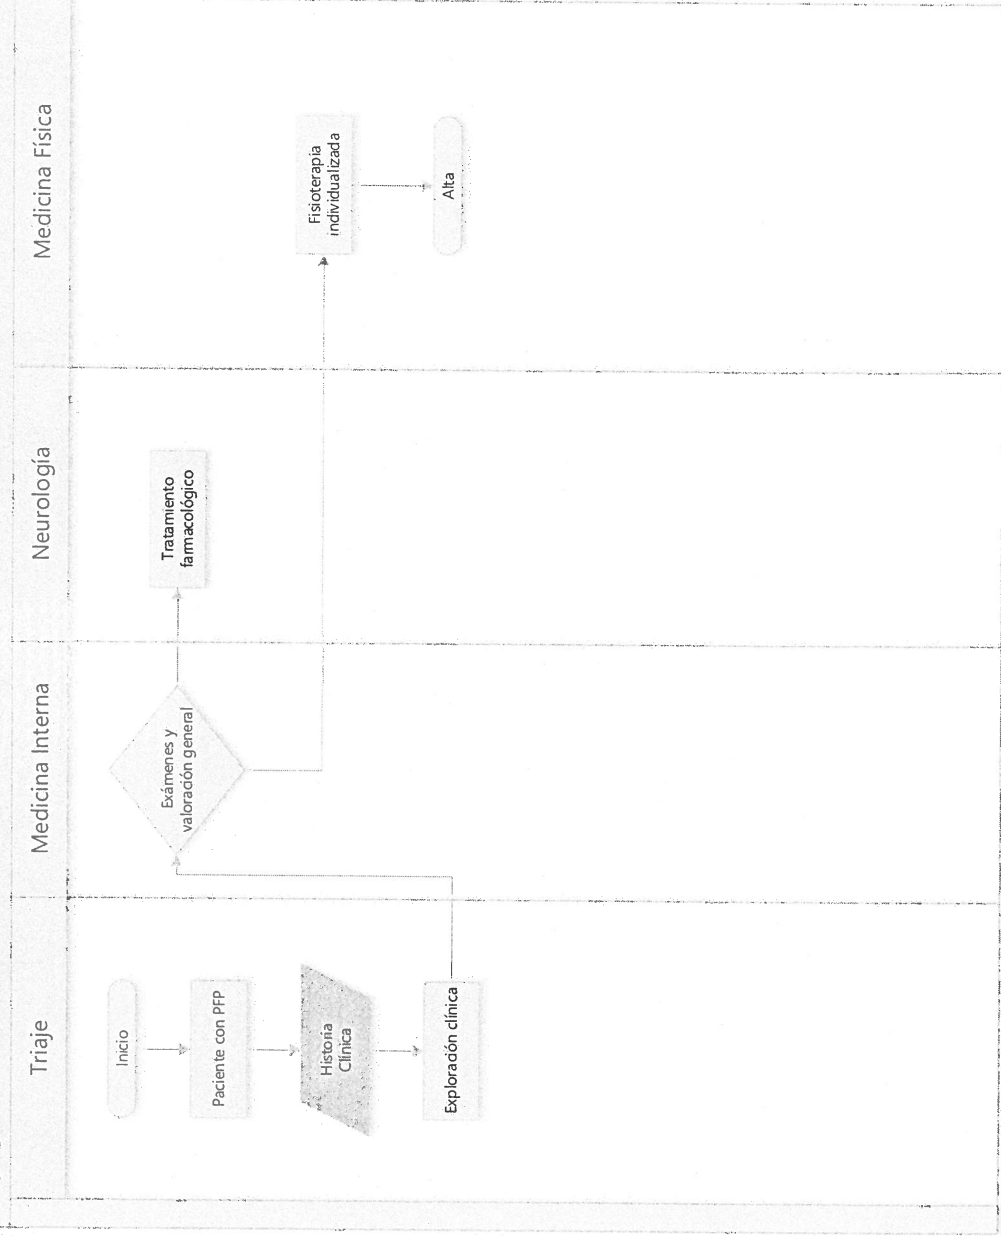 Triaje
Medicina Interna
Neurología
Medicina Física
Inicio
Paciente con PFP
Historia
Clínica
Exploración clínica
Exámenes y
valoración general
Tratamiento
farmacológico
Fisioterapia
individualizada
Alta